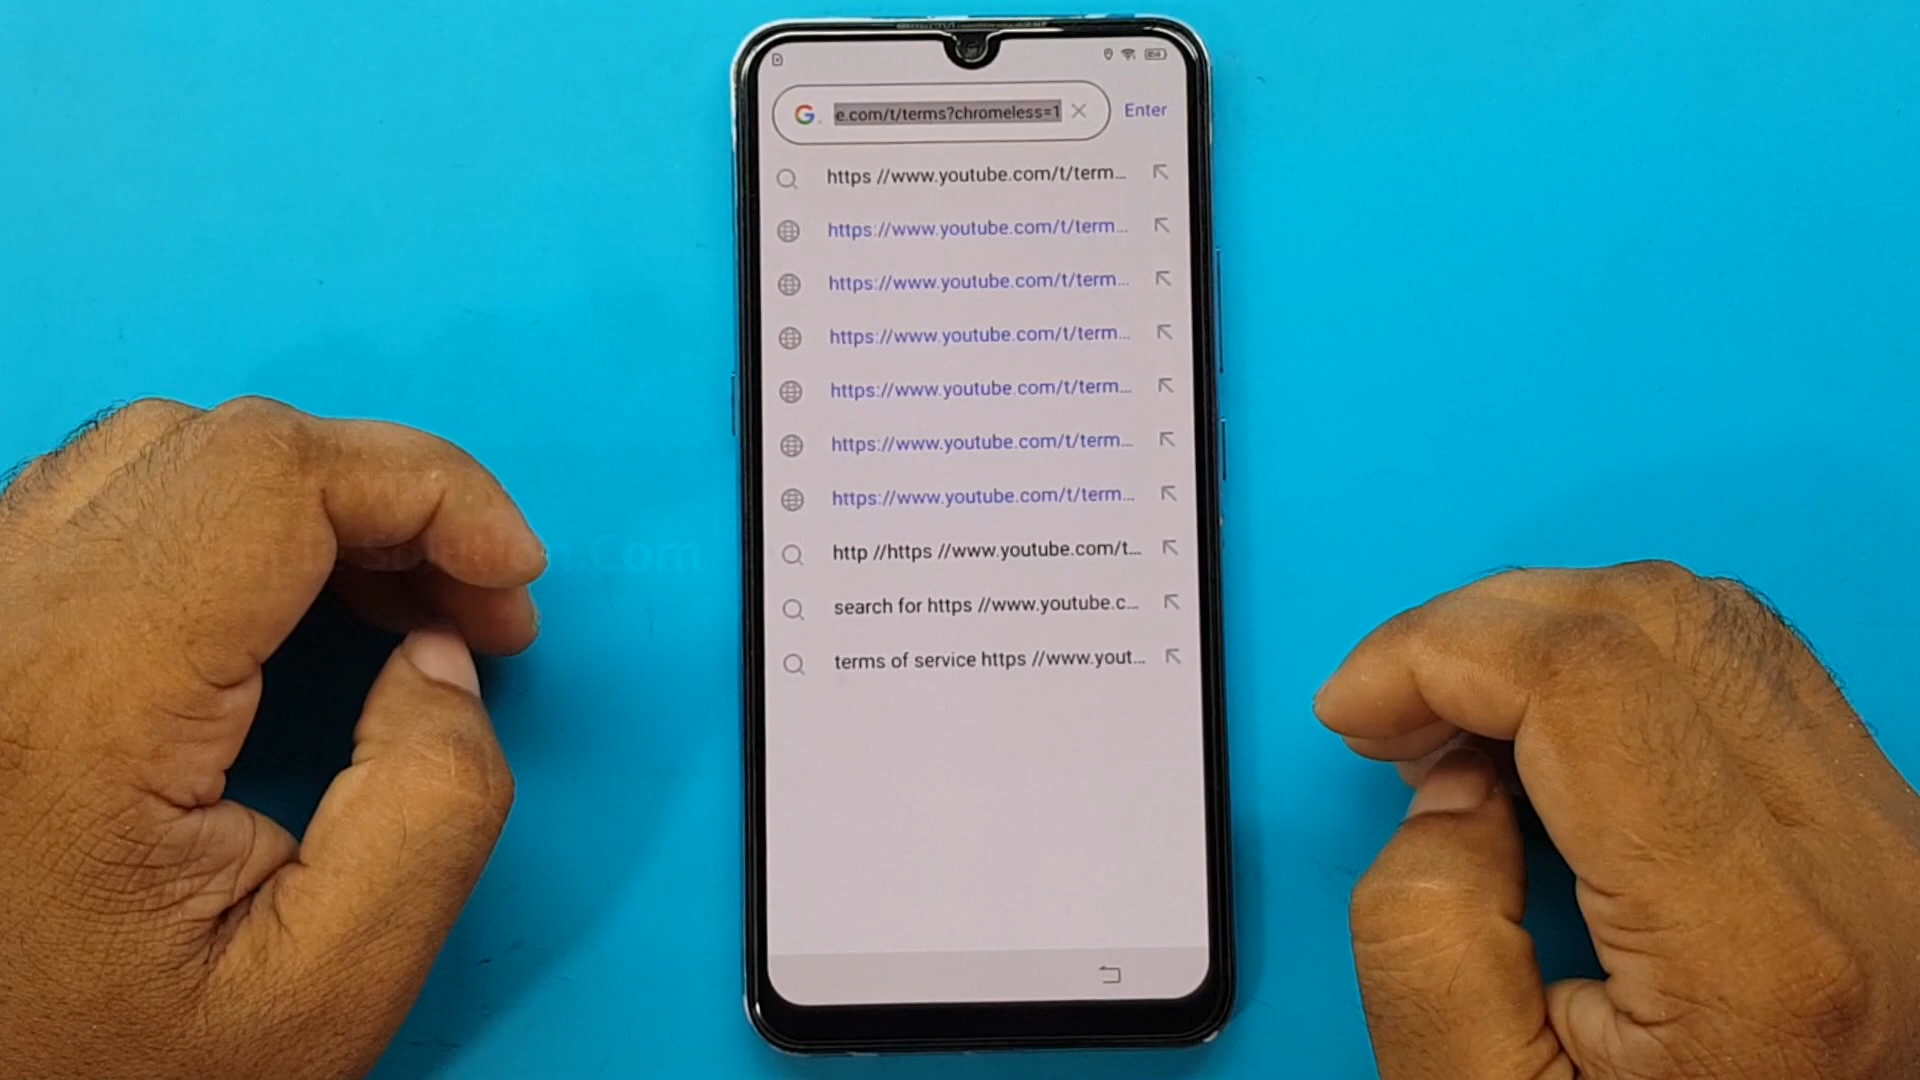 e.com/t/terms?chromeless=1
Enter
https //www.youtube.com/t/term...
https://www.youtube.com/t/term...
https://www.youtube.com/t/term...
https://www.youtube.com/t/term...
https://www.youtube.com/t/term...
https://www.youtube.com/t/term...
https://www.youtube.com/t/term...
http //https //www.youtube.com/t...
search for https //www.youtube.c...
terms of service https //www.yout...